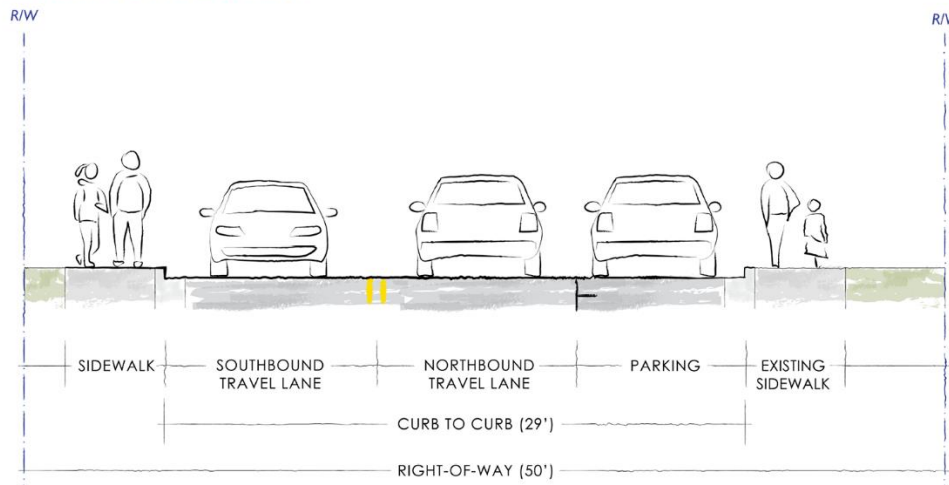 R/W
R/W
SIDEWALK
SOUTHBOUND
TRAVEL LANE
NORTHBOUND
TRAVEL LANE
PARKING
EXISTING
SIDEWALK
CURB TO CURB (29')
RIGHT-OF-WAY (50')